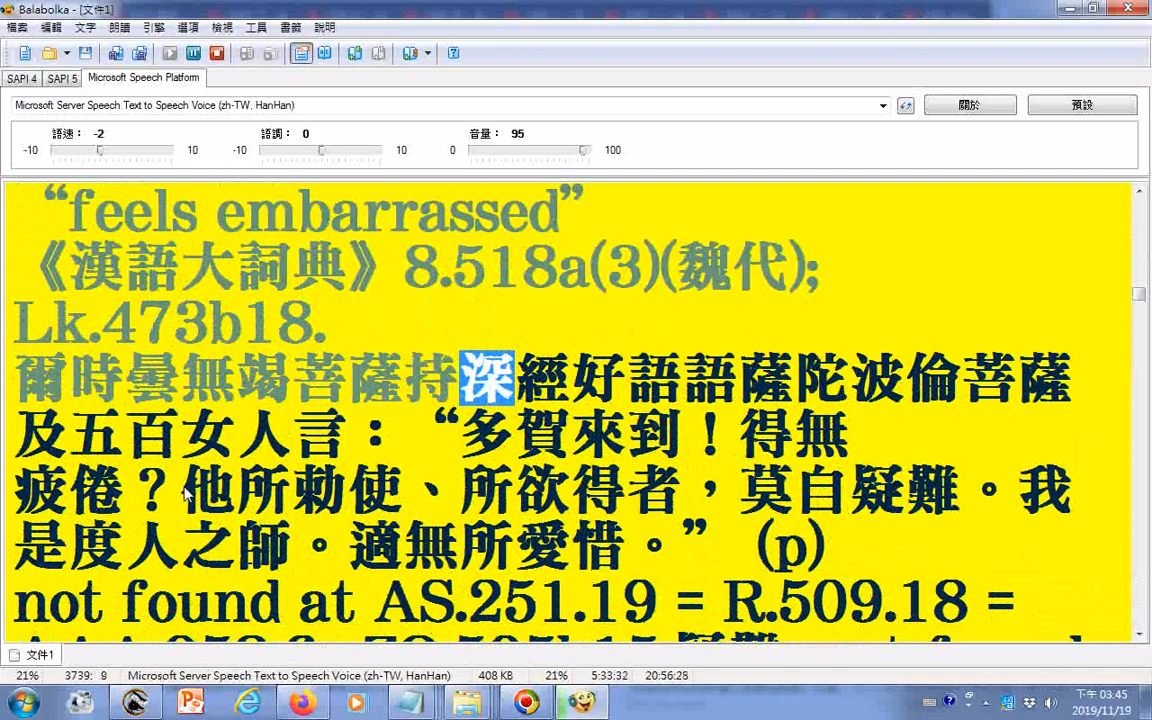 Balabolka - [文件1]
檔案 編輯 文字 朗讀 引擎 選項 檢視 工具 書籤 說明
SAPI 4 SAPI 5 Microsoft Speech Platform
Microsoft Server Speech Text to Speech Voice (zh-TW, HanHan) 關於 預設
語速： -2 語調： 0 音量： 95
-10 10 -10 10 0 100
“feels embarrassed”
《漢語大詞典》8.518a(3)(魏代);
Lk.473b18.
爾時曇無竭菩薩持深經好語語薩陀波倫菩薩
及五百女人言：“多賀來到！得無
疲倦？他所勅使、所欲得者，莫自疑難。我
是度人之師。適無所愛惜。” (p)
not found at AS.251.19 = R.509.18 =
文件1
21% 3739: 8 Microsoft Server Speech Text to Speech Voice (zh-TW, HanHan) 408 KB 21% 5:33:32 20:56:28
下午 03:45
2019/11/19